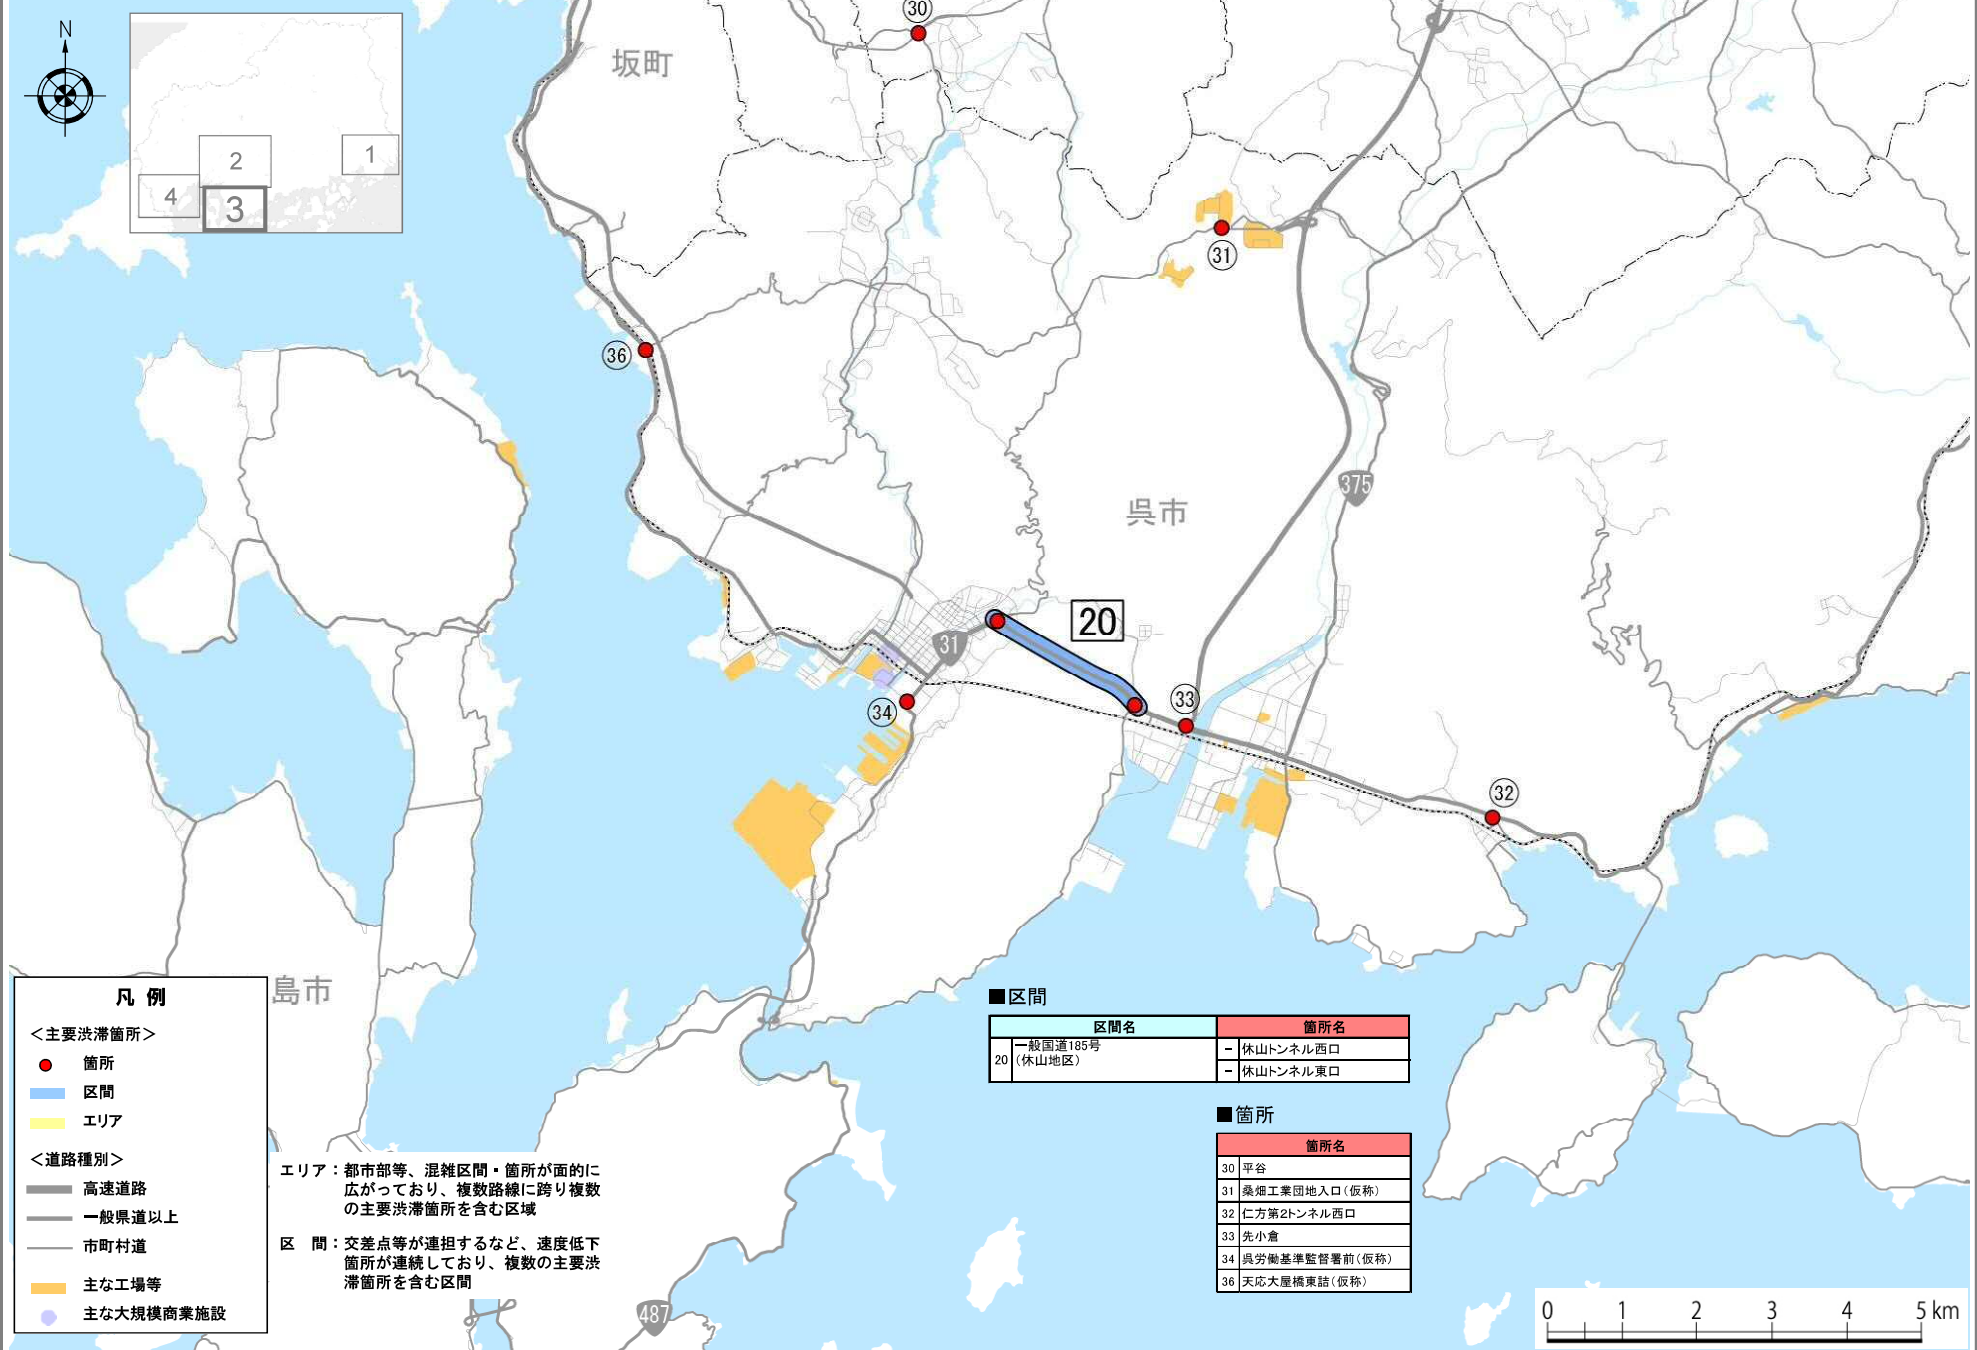 N
1
2
3
4
坂町
30
31
36
375
呉市
20
31
33
34
32
島市
487
凡 例
＜主要渋滞箇所＞
箇所
区間
エリア
＜道路種別＞
高速道路
一般県道以上
市町村道
主な工場等
主な大規模商業施設
エリア：都市部等、混雑区間・箇所が面的に
広がっており、複数路線に跨り複数
の主要渋滞箇所を含む区域
区　間：交差点等が連担するなど、速度低下
箇所が連続しており、複数の主要渋
滞箇所を含む区間
■区間
区間名 箇所名
20 一般国道185号
（休山地区）
－ 休山トンネル西口
－ 休山トンネル東口
■箇所
箇所名
30 平谷
31 桑畑工業団地入口（仮称）
32 仁方第2トンネル西口
33 先小倉
34 呉労働基準監督署前（仮称）
36 天応大屋橋東詰（仮称）
0 1 2 3 4 5 km